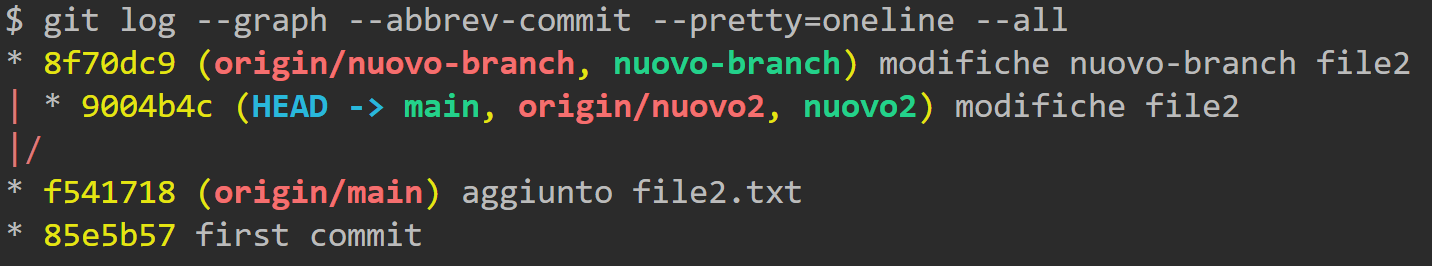 $ git log --graph --abbrev-commit --pretty=oneline --all
* 8f70dc9 (origin/nuovo-branch, nuovo-branch) modifiche nuovo-branch file2
| * 9004b4c (HEAD -> main, origin/nuovo2, nuovo2) modifiche file2
|/
* f541718 (origin/main) aggiunto file2.txt
* 85e5b57 first commit